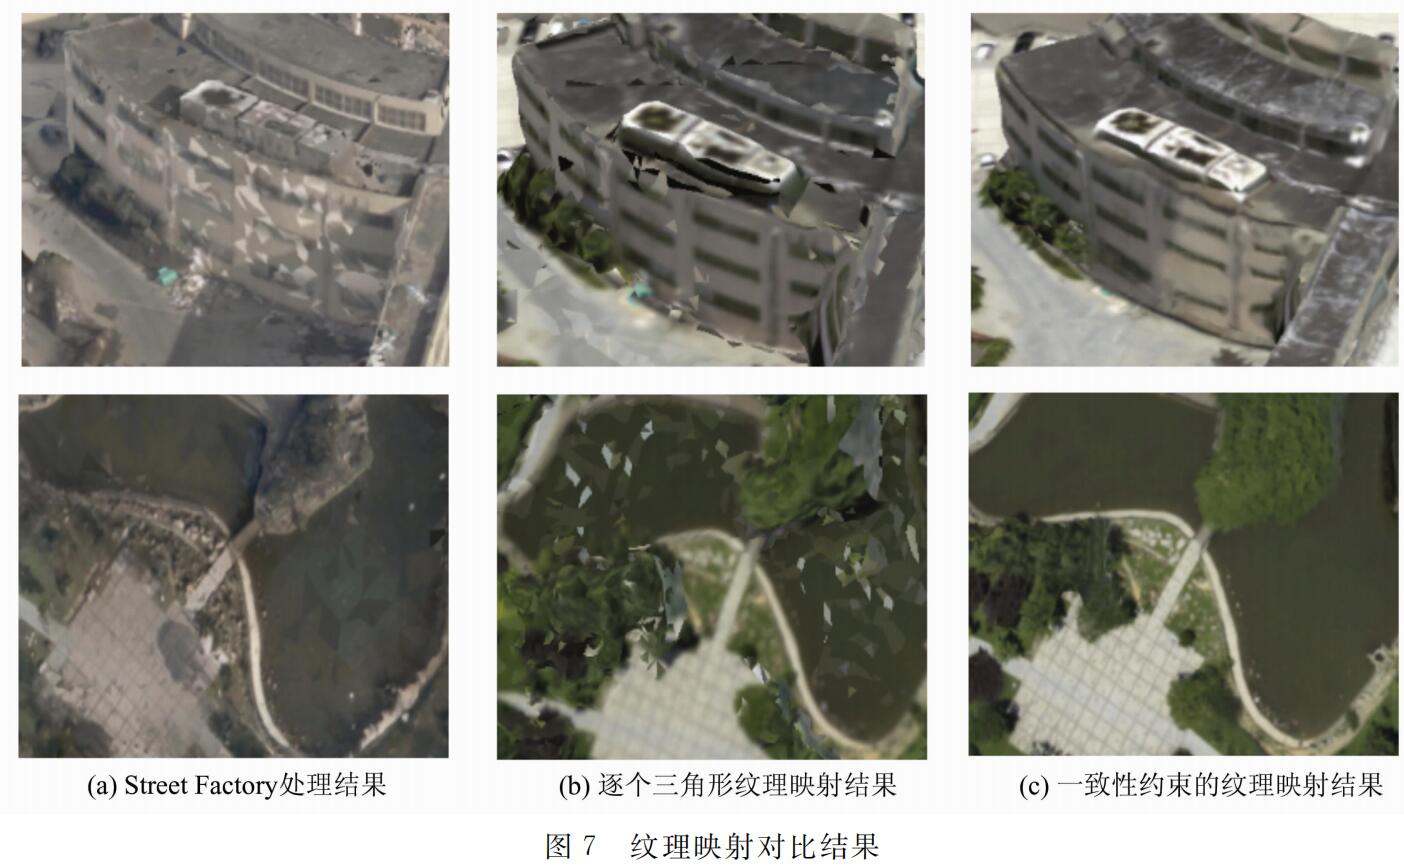 (a) Street Factory处理结果
(b) 逐个三角形纹理映射结果
(c) 一致性约束的纹理映射结果
图 7 纹理映射对比结果